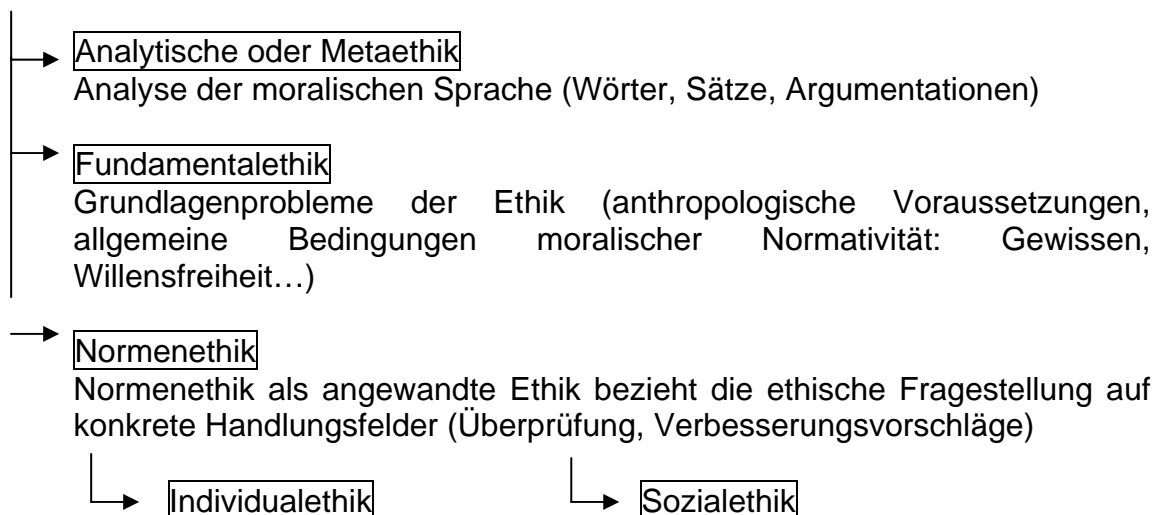 Analytische oder Metaethik
Analyse der moralischen Sprache (Wörter, Sätze, Argumentationen)
Fundamentalethik
Grundlagenprobleme der Ethik (anthropologische Voraussetzungen,
allgemeine Bedingungen moralischer Normativität: Gewissen,
Willensfreiheit…)
Normenethik
Normenethik als angewandte Ethik bezieht die ethische Fragestellung auf
konkrete Handlungsfelder (Überprüfung, Verbesserungsvorschläge)
Individualethik Sozialethik